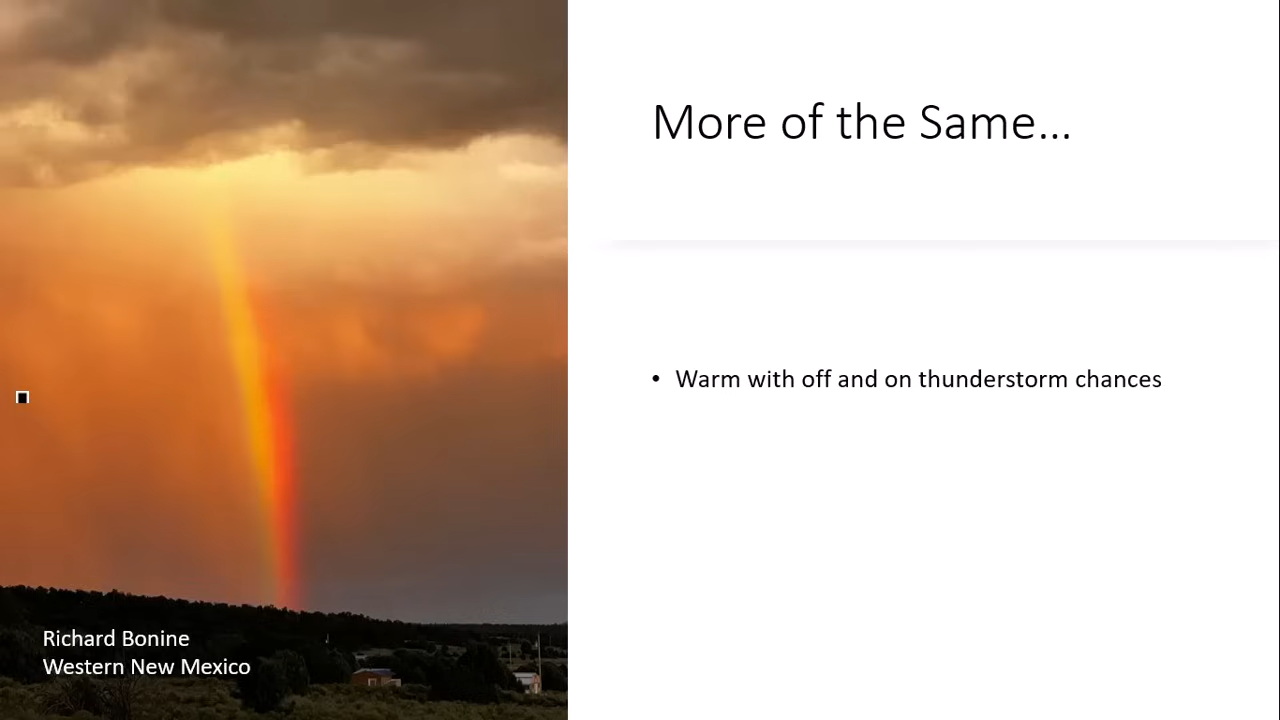 More of the Same...
• Warm with off and on thunderstorm chances
Richard Bonine
Western New Mexico